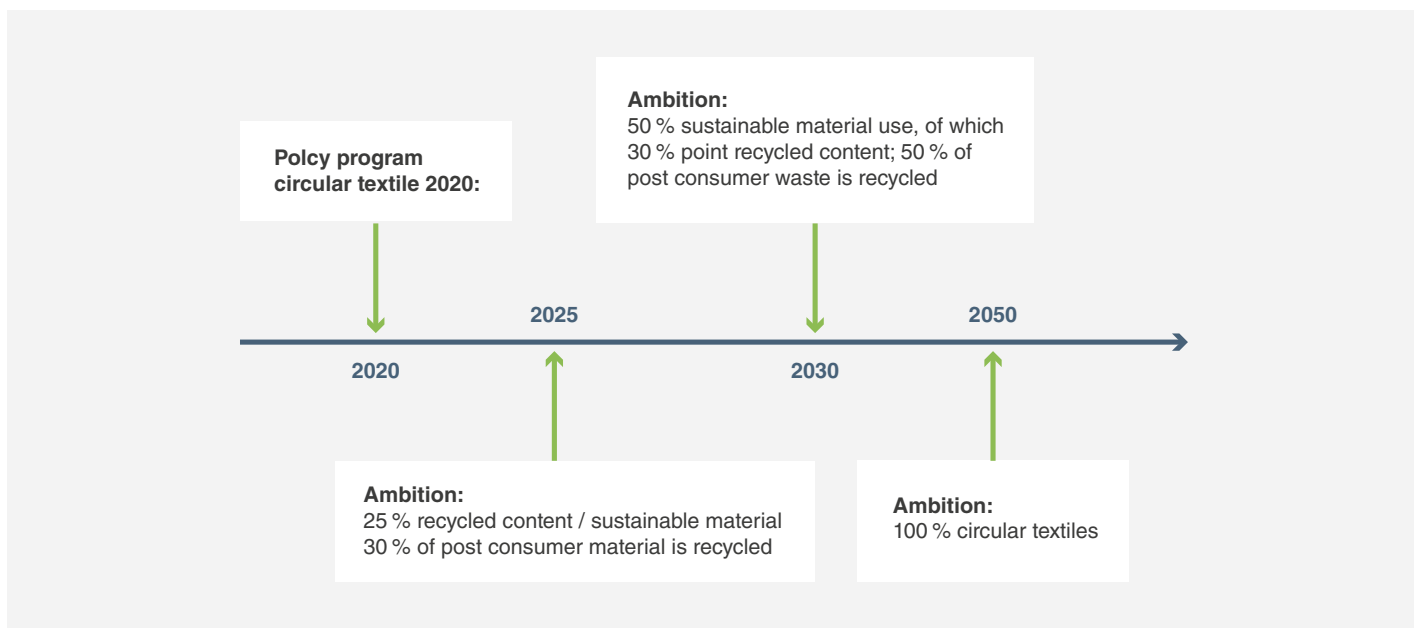 Polcy program
circular textile 2020:
Ambition:
50 % sustainable material use, of which
30 % point recycled content; 50 % of
post consumer waste is recycled
2025
2050
2020
2030
Ambition:
25 % recycled content / sustainable material
30 % of post consumer material is recycled
Ambition:
100 % circular textiles